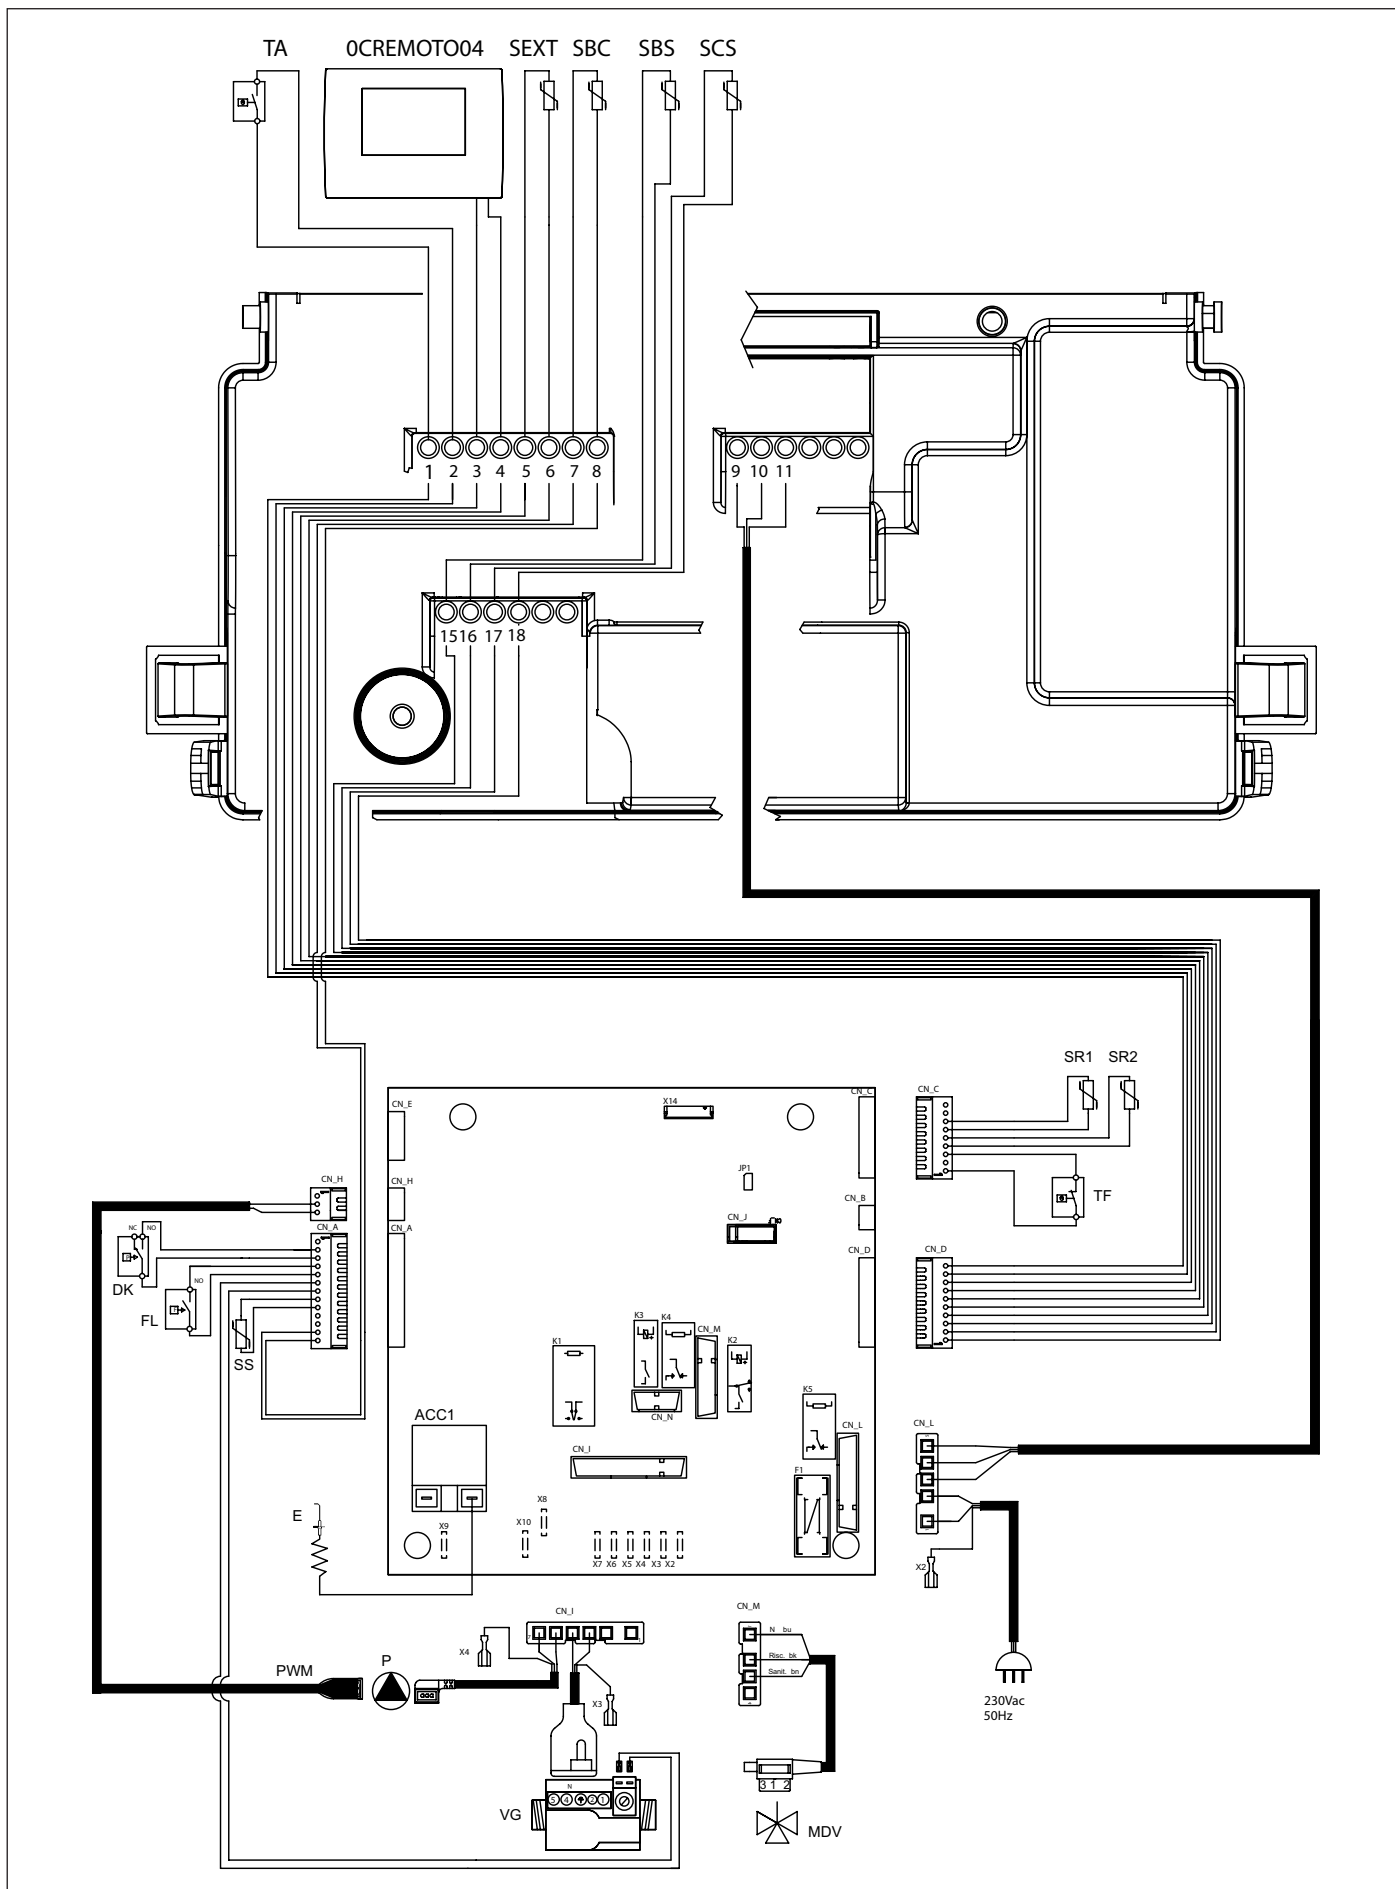 TA 0CREMOTO04 SEXT SBC SBS SCS
1 2 3 4 5 6 7 8
9 10 11
15 16 17 18
SR1 SR2
CN_E
X14
CN_C
CN_C
JP1
CN_H
CN_H
CN_B
TF
CN_A
CN_A
CN_J
CN_D
CN_D
NC NO
DK
NO
FL
SS
K3 K4
CN_M
K1
K2
K5
CN_N
ACC1
CN_L
CN_L
CN_I
F1
E
X8
X9
X10
X7 X6 X5 X4 X3 X2
X2
CN_I
CN_M
N bu
X4
Risc. bk
PWM
P
Sanit. bn
X3
230Vac
50Hz
N
5 4 2 1
3 1 2
VG
MDV